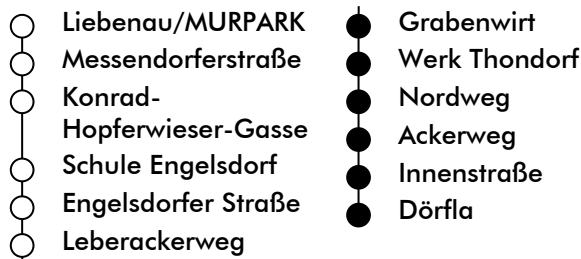 Liebenau/MURPARK
Messendorferstraße
Konrad-
Hopferwieser-Gasse
Schule Engelsdorf
Engelsdorfer Straße
Leberackerweg
Grabenwirt
Werk Thondorf
Nordweg
Ackerweg
Innenstraße
Dörfla